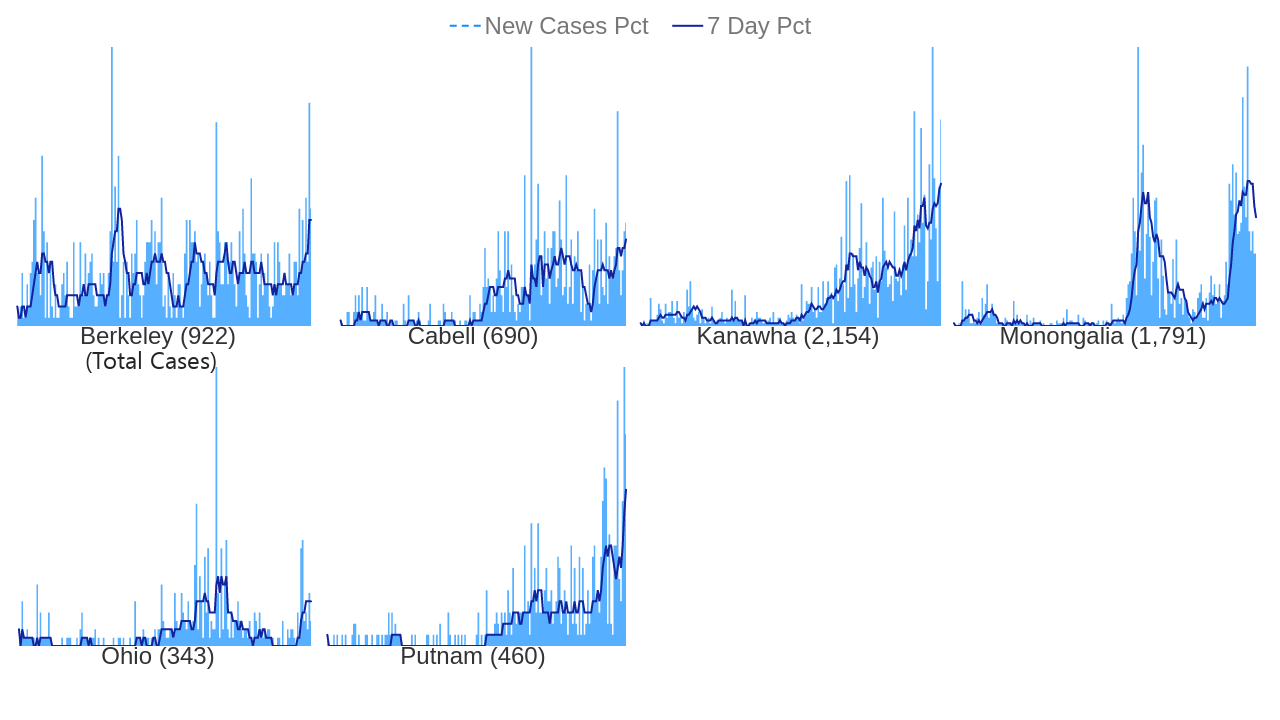 New Cases Pct 7 Day Pct
Berkeley (922) Cabell (690) Kanawha (2,154) Monongalia (1,791)
(Total Cases)
Ohio (343) Putnam (460)